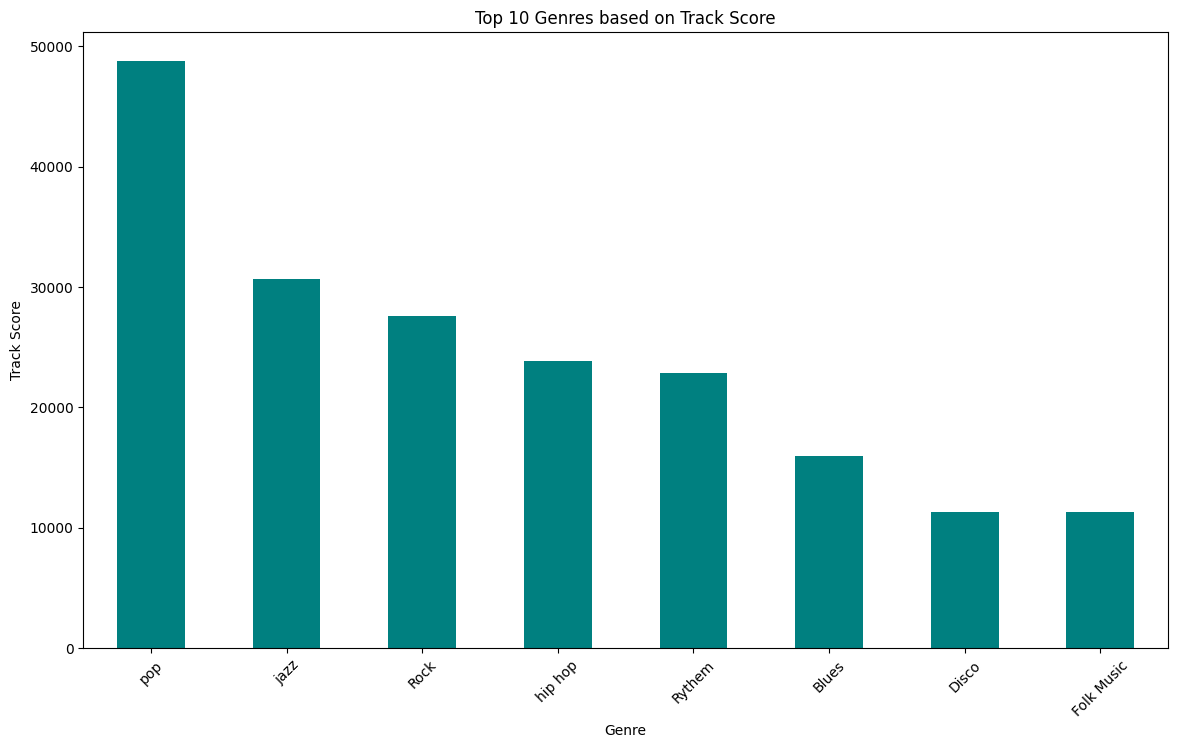 Top 10 Genres based on Track Score
Track Score
50000
40000
30000
20000
10000
0
pop
jazz
Rock
hip hop
Rythem
Blues
Disco
Folk Music
Genre